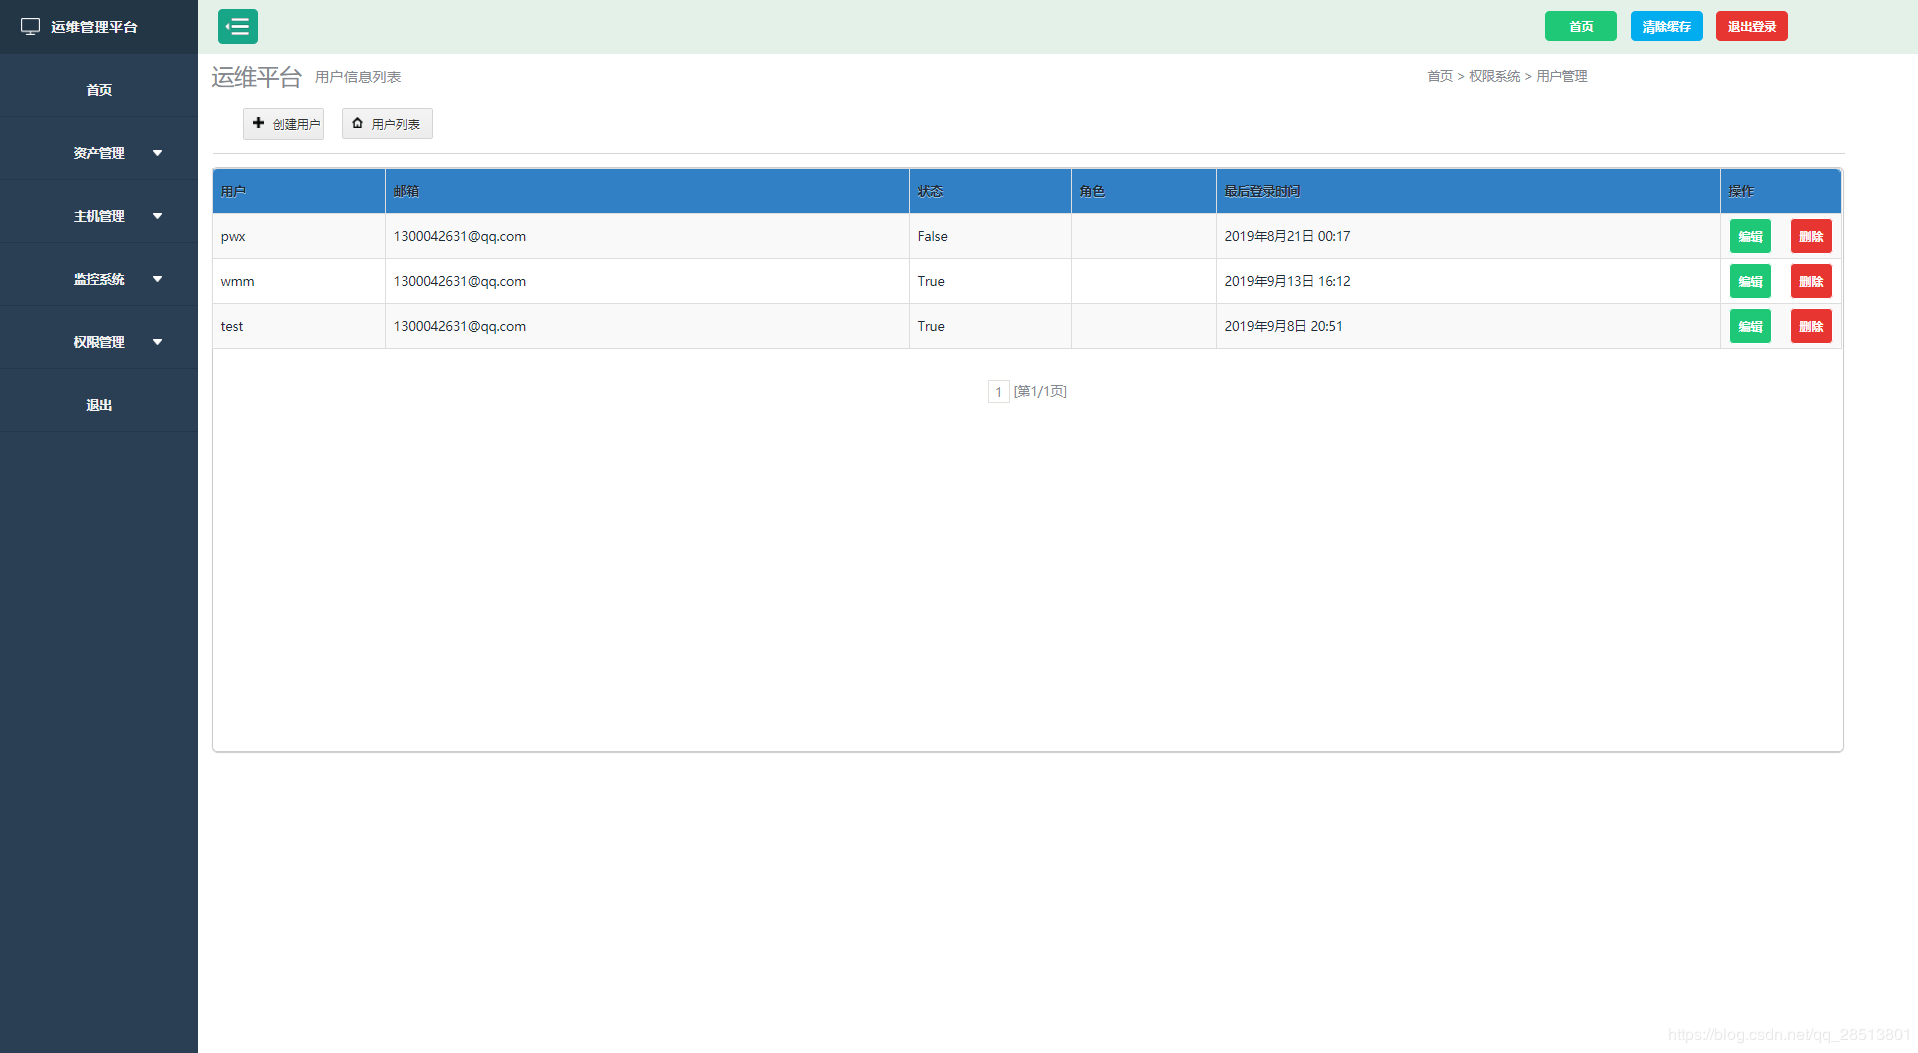 运维管理平台
首页
资产管理
主机管理
监控系统
权限管理
退出
首页 清除缓存 退出登录
运维平台 用户信息列表
首页 > 权限系统 > 用户管理
创建用户 用户列表
用户 邮箱 状态 角色 最后登录时间 操作
pwx 1300042631@qq.com False 2019年8月21日 00:17 编辑 删除
wmm 1300042631@qq.com True 2019年9月13日 16:12 编辑 删除
test 1300042631@qq.com True 2019年9月8日 20:51 编辑 删除
1 [第1/1页]
https://blog.csdn.net/qq_28513801